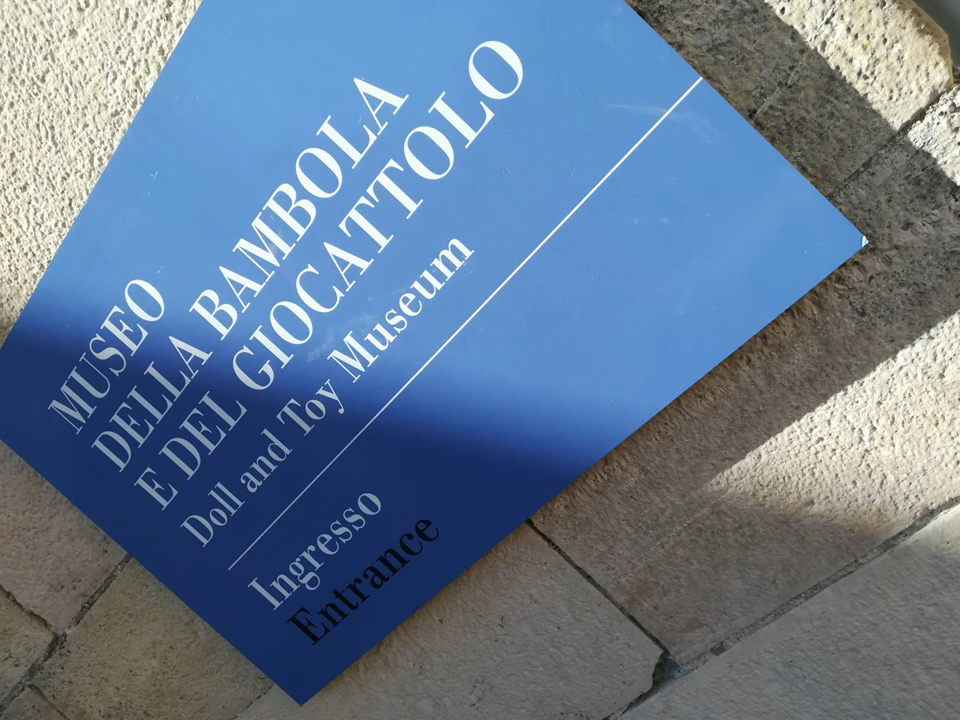 MUSEO
DELLA BAMBOLA
E DEL GIOCATTOLO
Doll and Toy Museum
Ingresso
Entrance